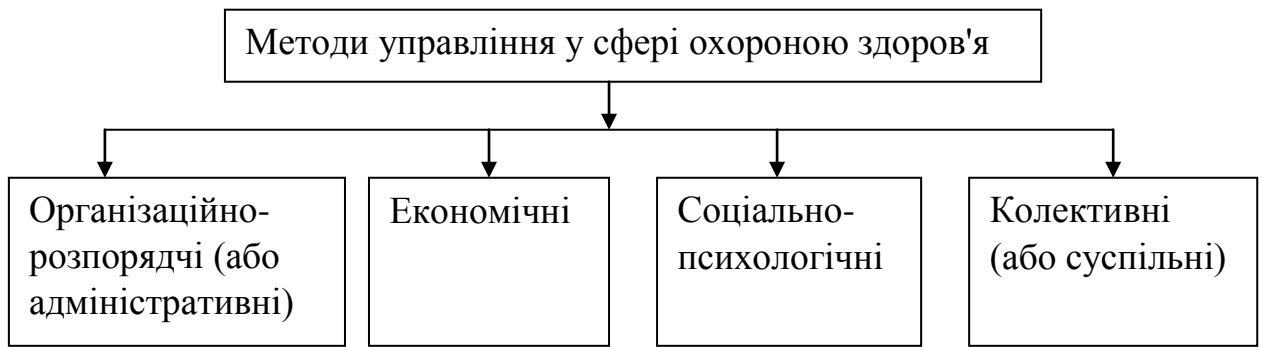 Методи управління у сфері охороною здоров'я
Організаційно-
розпорядчі (або
адміністративні)
Економічні
Соціально-
психологічні
Колективні
(або суспільні)